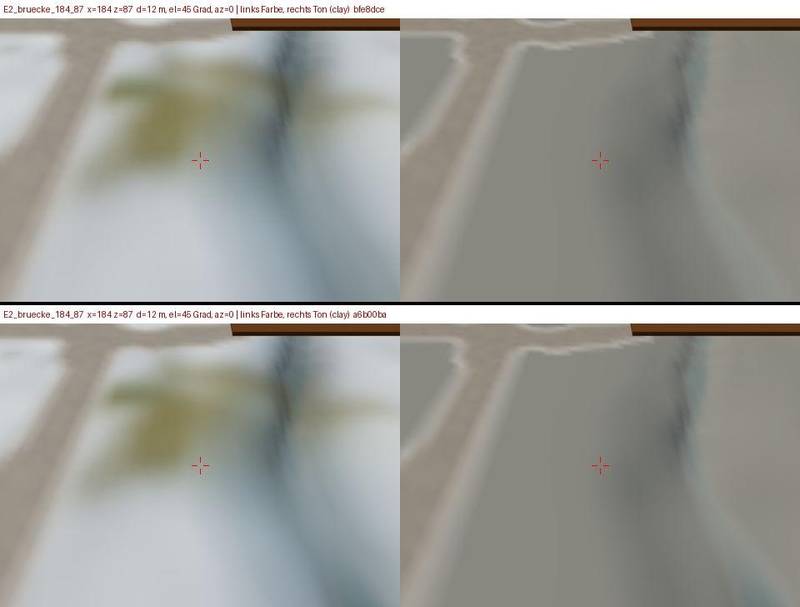 E2_bruecke_184_87 x=184 z=87 d=12 m, el=45 Grad, az=0 | links Farbe, rechts Ton (clay) bfe8dce
E2_bruecke_184_87 x=184 z=87 d=12 m, el=45 Grad, az=0 | links Farbe, rechts Ton (clay) a6b00ba